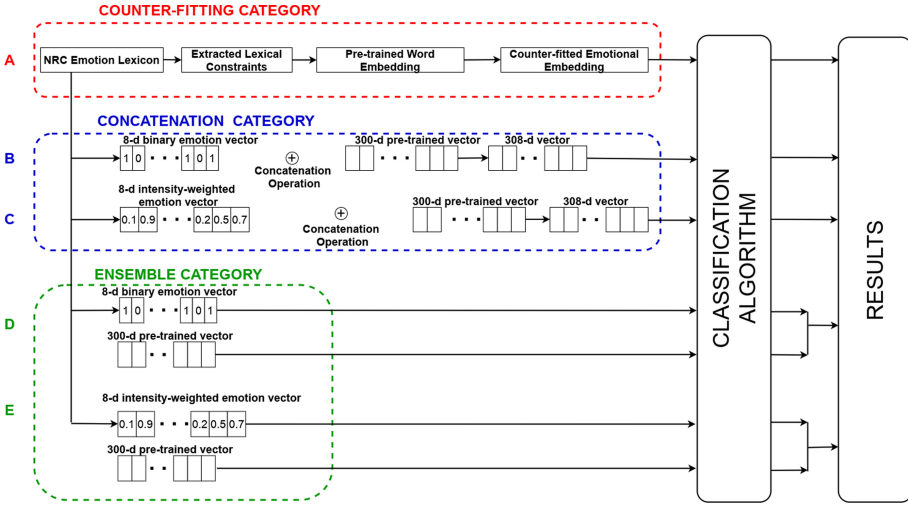 COUNTER-FITTING CATEGORY
A
NRC Emotion Lexicon
Extracted Lexical
Constraints
Pre-trained Word
Embedding
Counter-fitted Emotional
Embedding
CONCATENATION CATEGORY
B
8-d binary emotion vector
1 0 · · · 1 0 1
Concatenation
Operation
300-d pre-trained vector
308-d vector
C
8-d intensity-weighted
emotion vector
0.1 0.9 · · · 0.2 0.5 0.7
Concatenation
Operation
300-d pre-trained vector
308-d vector
ENSEMBLE CATEGORY
D
8-d binary emotion vector
1 0 · · · 1 0 1
300-d pre-trained vector
E
8-d intensity-weighted emotion vector
0.1 0.9 · · · 0.2 0.5 0.7
300-d pre-trained vector
CLASSIFICATION
ALGORITHM
RESULTS